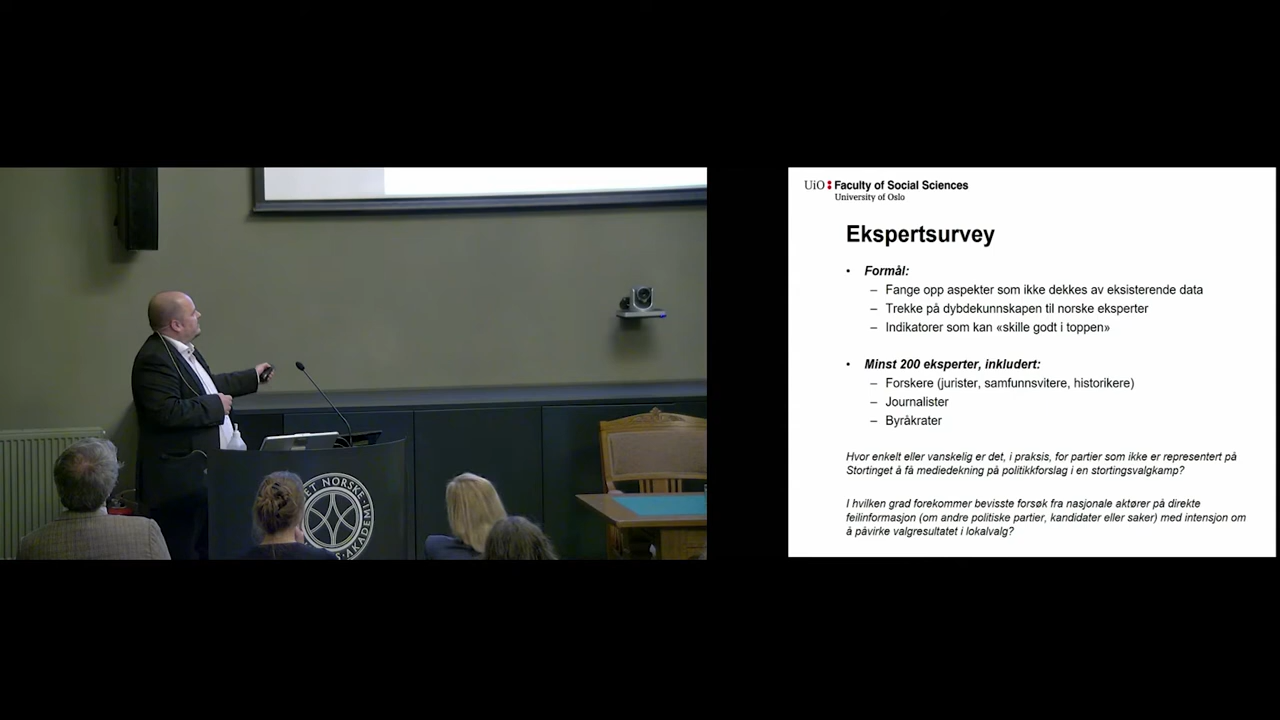 UiO Faculty of Social Sciences
University of Oslo
Ekspertsurvey
• Formål:
– Fange opp aspekter som ikke dekkes av eksisterende data
– Trekke på dybdekunnskapen til norske eksperter
– Indikatorer som kan «skille godt i toppen»
• Minst 200 eksperter, inkludert:
– Forskere (jurister, samfunnsvitere, historikere)
– Journalister
– Byråkrater
Hvor enkelt eller vanskelig er det, i praksis, for partier som ikke er representert på
Stortinget å få mediedekning på politikkforslag i en stortingsvalgkamp?
I hvilken grad forekommer bevisste forsøk fra nasjonale aktører på direkte
feilinformasjon (om andre politiske partier, kandidater eller saker) med intensjon om
å påvirke valgresultatet i lokalvalg?
ET NORSKE